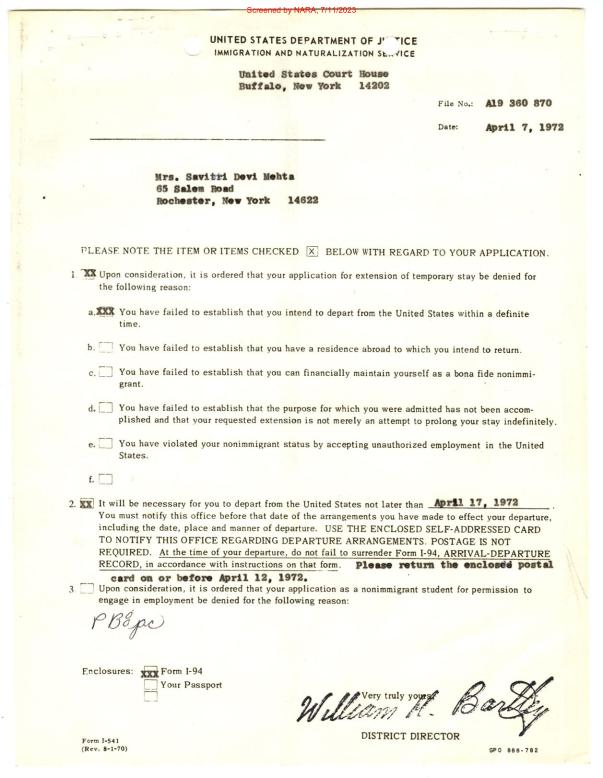 Screened by NARA, 7/11/2023
UNITED STATES DEPARTMENT OF J TICE
IMMIGRATION AND NATURALIZATION SE VICE
United States Court House
Buffalo, New York 14202
File No.: A19 360 870
Date: April 7, 1972
Mrs. Savitri Devi Mehta
65 Salem Road
Rochester, New York 14622
PLEASE NOTE THE ITEM OR ITEMS CHECKED X BELOW WITH REGARD TO YOUR APPLICATION.
1 XX Upon consideration, it is ordered that your application for extension of temporary stay be denied for
the following reason:
a. XXX You have failed to establish that you intend to depart from the United States within a definite
time.
b. You have failed to establish that you have a residence abroad to which you intend to return.
c. You have failed to establish that you can financially maintain yourself as a bona fide nonimmi-
grant.
d. You have failed to establish that the purpose for which you were admitted has not been accom-
plished and that your requested extension is not merely an attempt to prolong your stay indefinitely.
e. You have violated your nonimmigrant status by accepting unauthorized employment in the United
States.
f.
2. XX It will be necessary for you to depart from the United States not later than April 17, 1972.
You must notify this office before that date of the arrangements you have made to effect your departure,
including the date, place and manner of departure. USE THE ENCLOSED SELF-ADDRESSED CARD
TO NOTIFY THIS OFFICE REGARDING DEPARTURE ARRANGEMENTS. POSTAGE IS NOT
REQUIRED. At the time of your departure, do not fail to surrender Form I-94, ARRIVAL-DEPARTURE
RECORD, in accordance with instructions on that form. Please return the enclosed postal
card on or before April 12, 1972.
3 Upon consideration, it is ordered that your application as a nonimmigrant student for permission to
engage in employment be denied for the following reason:
Enclosures: XXX Form I-94
Your Passport
Very truly yours,
William H. Bartley
DISTRICT DIRECTOR
Form I-541
(Rev. 8-1-70)
GPO 888-782